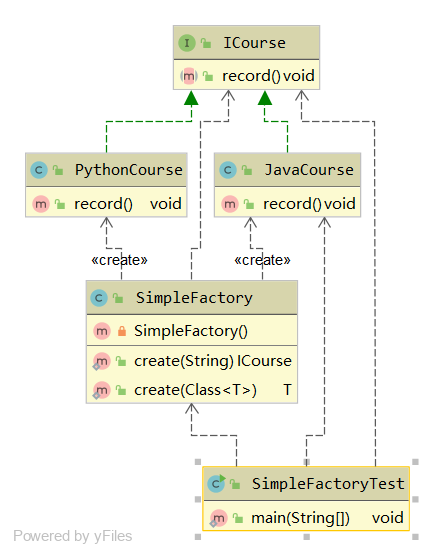 I ICourse
m record() void
C PythonCourse
m record() void
C JavaCourse
m record() void
«create»
«create»
C SimpleFactory
m SimpleFactory()
m create(String) ICourse
m create(Class<T>) T
C SimpleFactoryTest
m main(String[]) void
Powered by yFiles